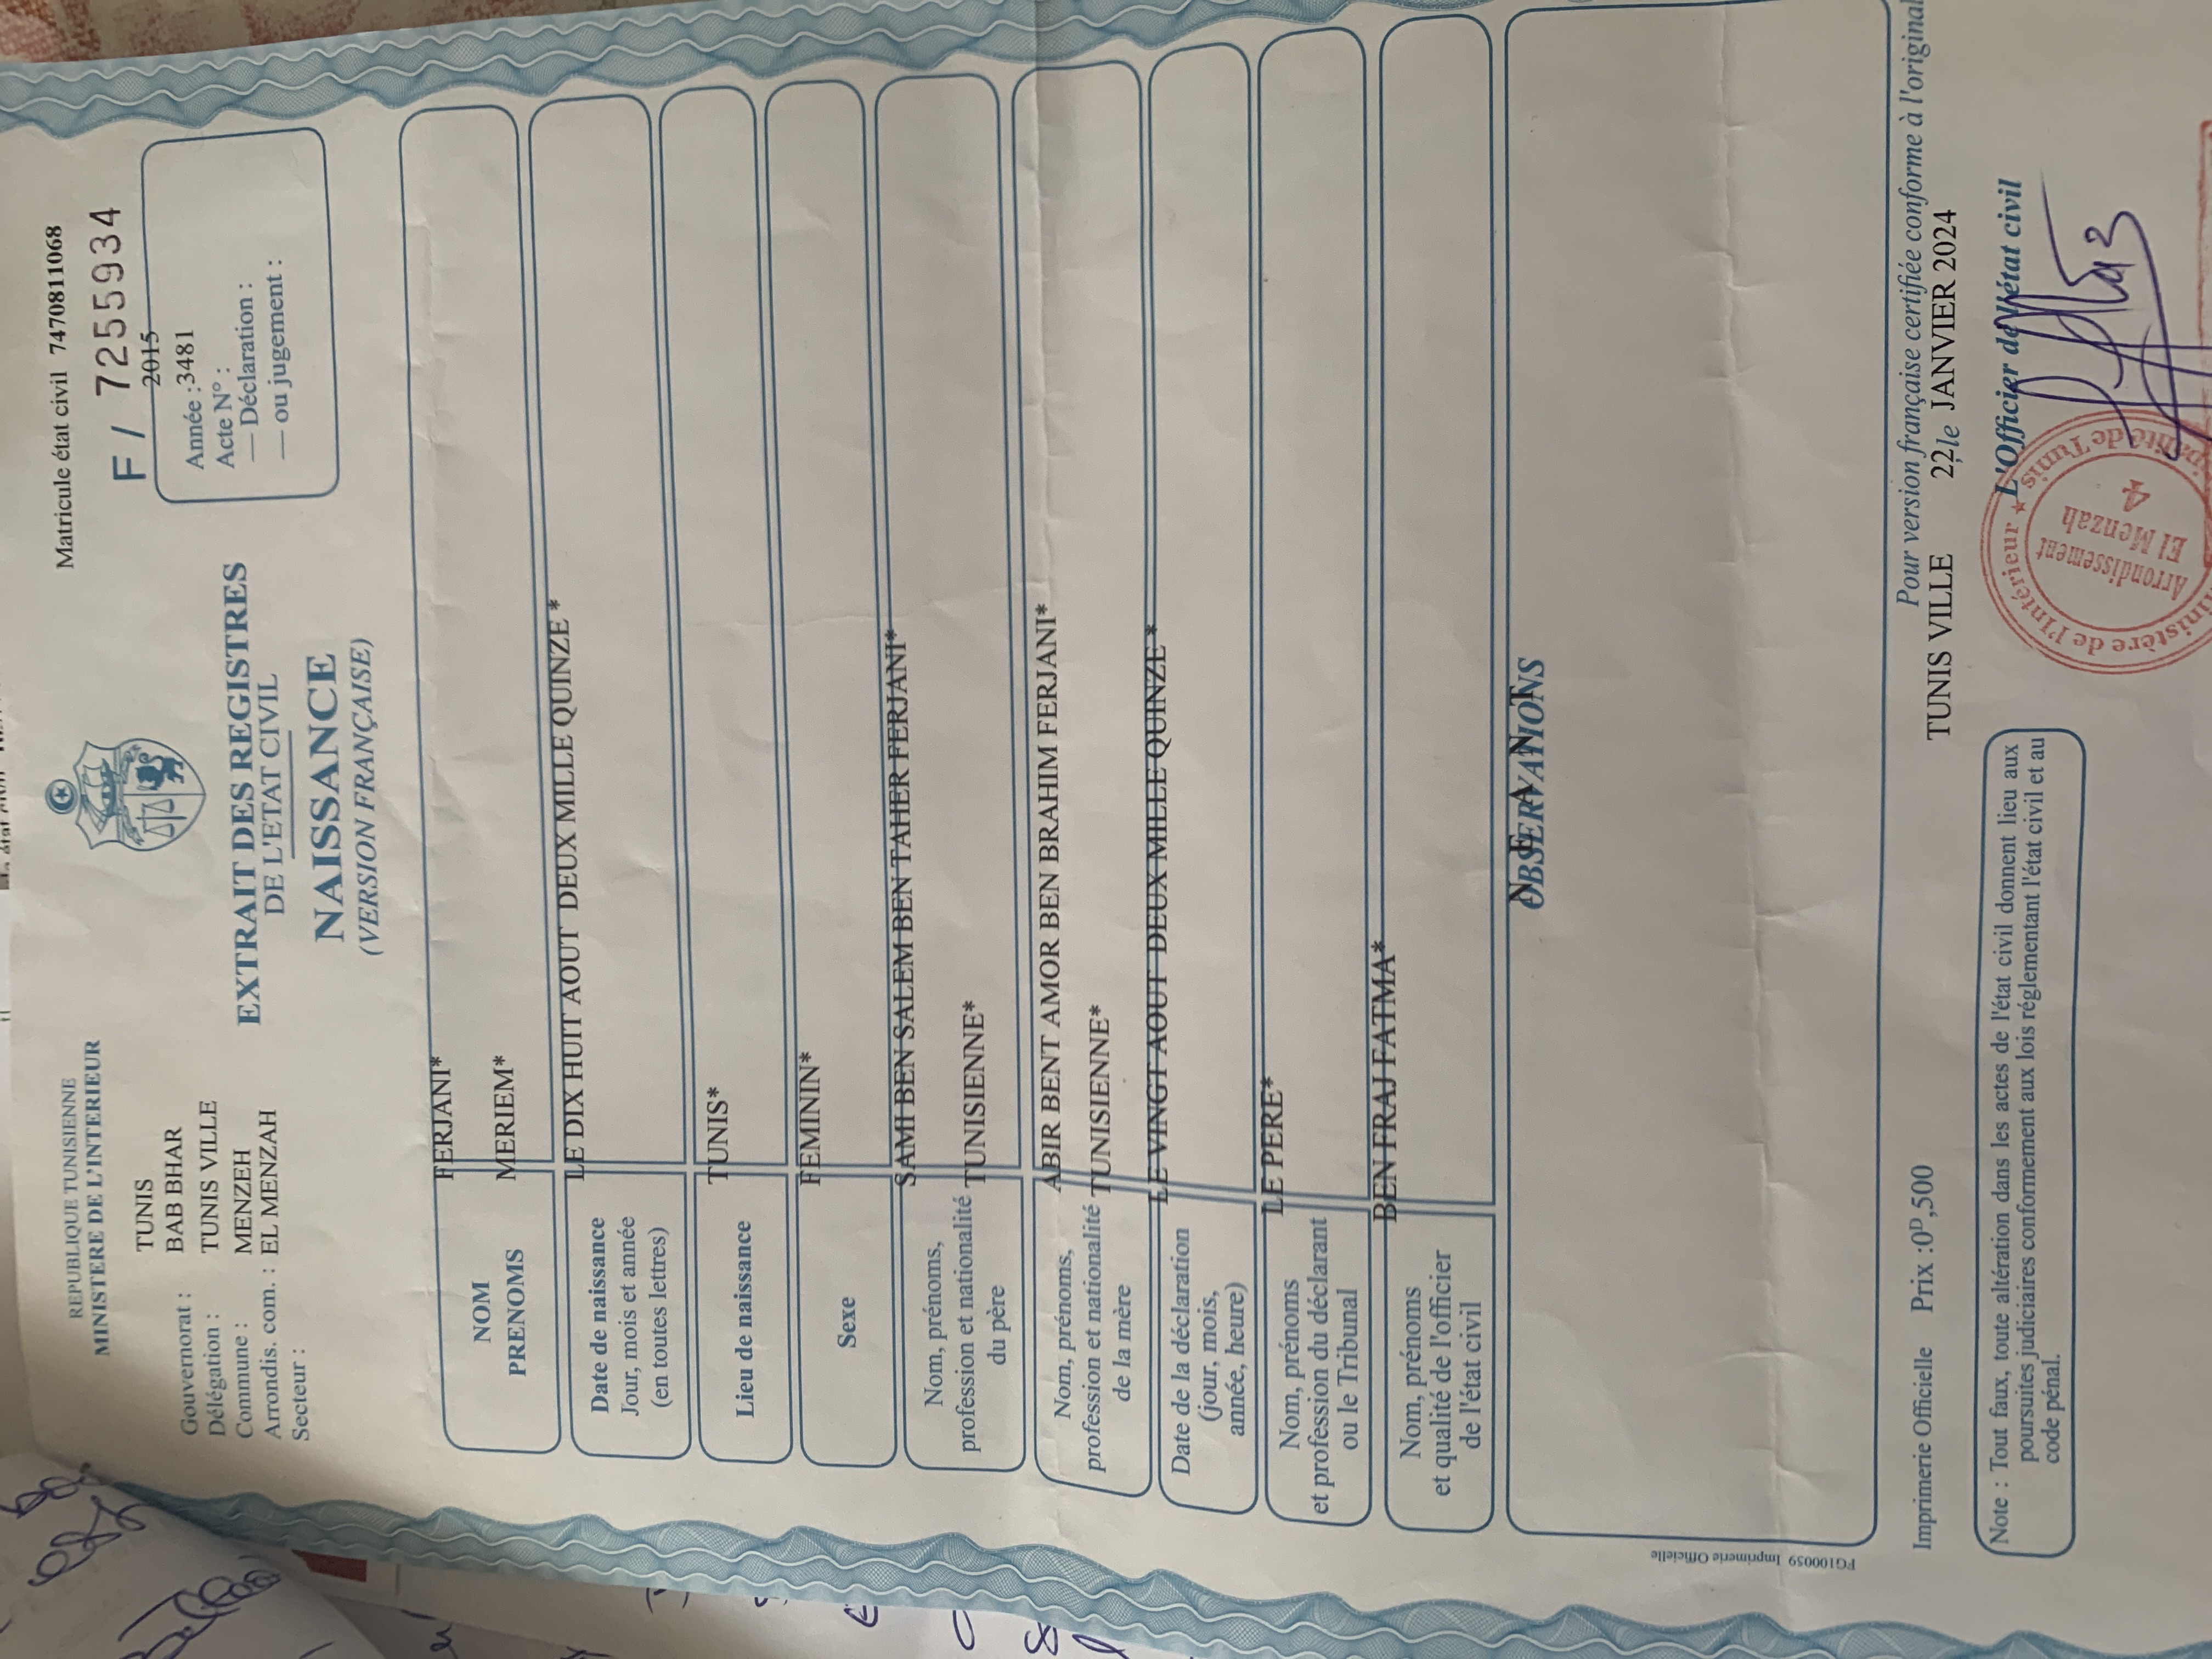 REPUBLIQUE TUNISIENNE
MINISTERE DE L'INTERIEUR
Matricule état civil 7470811068
F / 7255934
2015
Année : 3481
Acte N° :
— Déclaration :
— ou jugement :
TUNIS
Gouvernorat : BAB BHAR
Délégation : TUNIS VILLE
Commune : MENZEH
Arrondis. com. : EL MENZAH
Secteur :
EXTRAIT DES REGISTRES
DE L'ETAT CIVIL
NAISSANCE
(VERSION FRANÇAISE)
NOM
PRENOMS
FERJANI*
MERIEM*
Date de naissance
Jour, mois et année
(en toutes lettres)
LE DIX HUIT AOUT DEUX MILLE QUINZE *
Lieu de naissance
TUNIS*
Sexe
FEMININ*
Nom, prénoms,
profession et nationalité
du père
SAMI BEN SALEM BEN TAHER FERJANI*
TUNISIENNE*
Nom, prénoms,
profession et nationalité
de la mère
ABIR BENT AMOR BEN BRAHIM FERJANI*
TUNISIENNE*
Date de la déclaration
(jour, mois,
année, heure)
LE VINGT AOUT DEUX MILLE QUINZE*
Nom, prénoms
et profession du déclarant
ou le Tribunal
LE PERE*
Nom, prénoms
et qualité de l'officier
de l'état civil
BEN FRAJ FATMA*
OBSERVATIONS
N E A N T
FG100059 Imprimerie Officielle
Imprimerie Officielle Prix :0ᴰ,500
Pour version française certifiée conforme à l'original
TUNIS VILLE 22, le JANVIER 2024
L'Officier de l'état civil
Arrondissement
El Menzah
4
Note : Tout faux, toute altération dans les actes de l'état civil donnent lieu aux
poursuites judiciaires conformement aux lois réglementant l'état civil et au
code pénal.